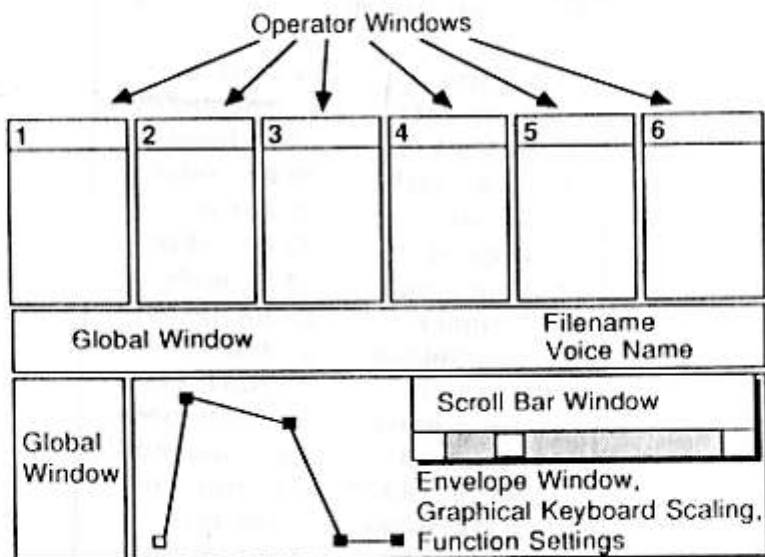 Operator Windows
1 2 3 4 5 6
Global Window
Filename
Voice Name
Global
Window
Scroll Bar Window
Envelope Window,
Graphical Keyboard Scaling,
Function Settings